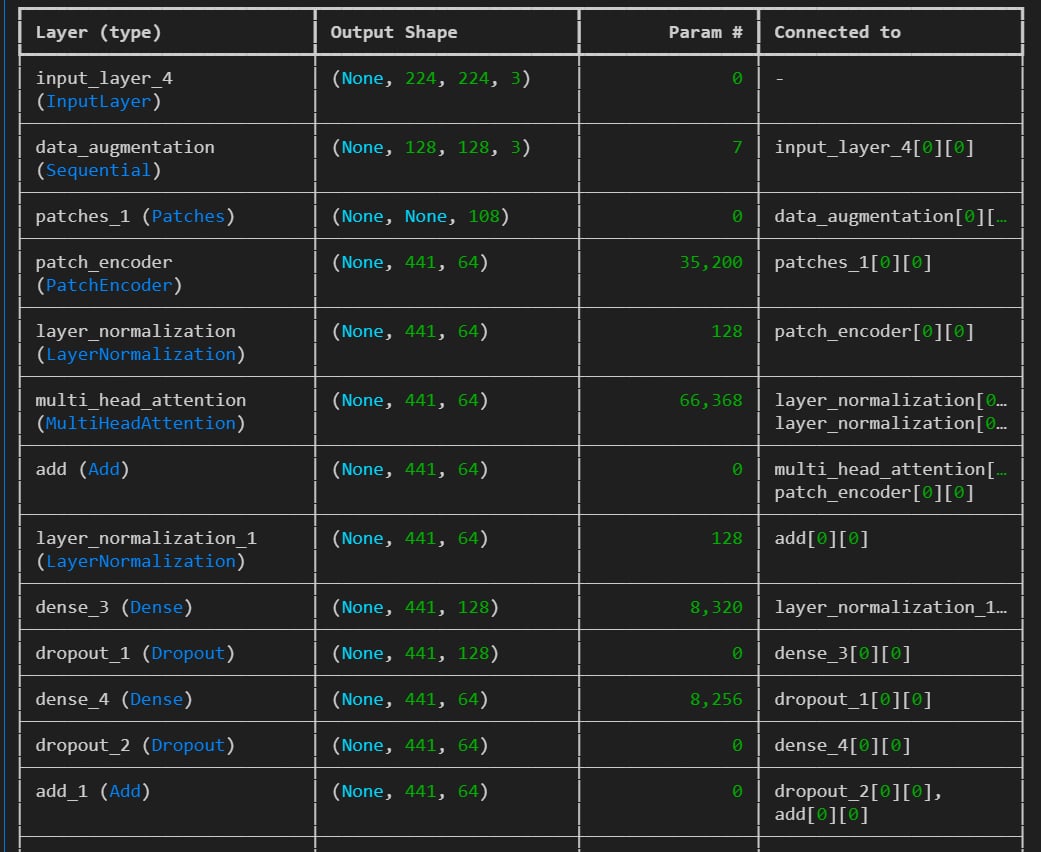 Layer (type) Output Shape Param # Connected to
input_layer_4 (None, 224, 224, 3) 0 -
(InputLayer)
data_augmentation (None, 128, 128, 3) 7 input_layer_4[0][0]
(Sequential)
patches_1 (Patches) (None, None, 108) 0 data_augmentation[0][…
patch_encoder (None, 441, 64) 35,200 patches_1[0][0]
(PatchEncoder)
layer_normalization (None, 441, 64) 128 patch_encoder[0][0]
(LayerNormalization)
multi_head_attention (None, 441, 64) 66,368 layer_normalization[0…
(MultiHeadAttention) layer_normalization[0…
add (Add) (None, 441, 64) 0 multi_head_attention[…
patch_encoder[0][0]
layer_normalization_1 (None, 441, 64) 128 add[0][0]
(LayerNormalization)
dense_3 (Dense) (None, 441, 128) 8,320 layer_normalization_1…
dropout_1 (Dropout) (None, 441, 128) 0 dense_3[0][0]
dense_4 (Dense) (None, 441, 64) 8,256 dropout_1[0][0]
dropout_2 (Dropout) (None, 441, 64) 0 dense_4[0][0]
add_1 (Add) (None, 441, 64) 0 dropout_2[0][0],
add[0][0]